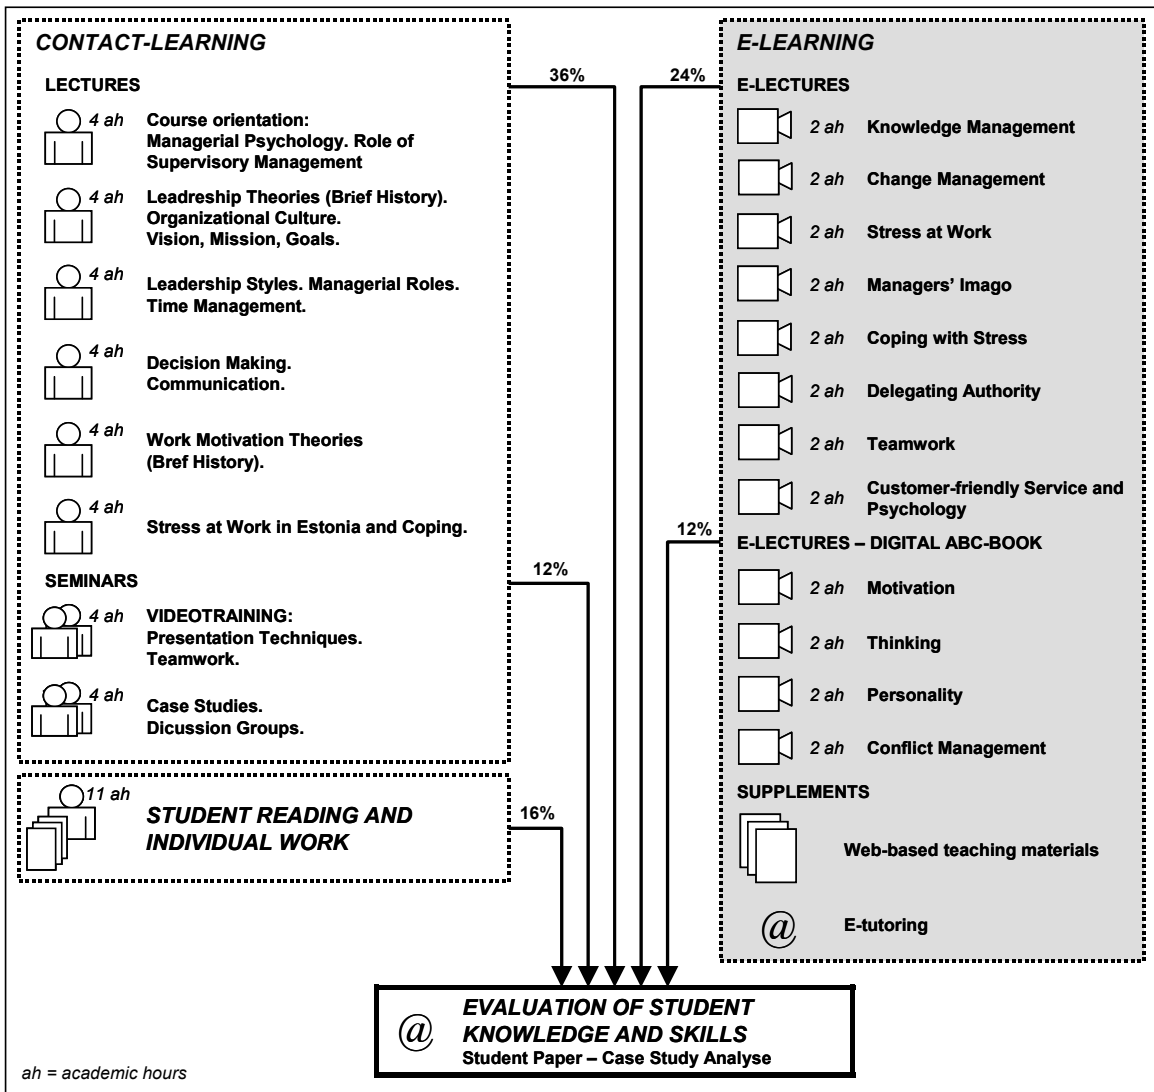 CONTACT-LEARNING
LECTURES
4 ah
Course orientation:
Managerial Psychology. Role of
Supervisory Management
4 ah
Leadreship Theories (Brief History).
Organizational Culture.
Vision, Mission, Goals.
4 ah
Leadership Styles. Managerial Roles.
Time Management.
4 ah
Decision Making.
Communication.
4 ah
Work Motivation Theories
(Bref History).
4 ah
Stress at Work in Estonia and Coping.
SEMINARS
4 ah
VIDEOTRAINING:
Presentation Techniques.
Teamwork.
4 ah
Case Studies.
Dicussion Groups.
11 ah
STUDENT READING AND
INDIVIDUAL WORK
36%
24%
12%
12%
16%
E-LEARNING
E-LECTURES
2 ah Knowledge Management
2 ah Change Management
2 ah Stress at Work
2 ah Managers’ Imago
2 ah Coping with Stress
2 ah Delegating Authority
2 ah Teamwork
2 ah Customer-friendly Service and
Psychology
E-LECTURES – DIGITAL ABC-BOOK
2 ah Motivation
2 ah Thinking
2 ah Personality
2 ah Conflict Management
SUPPLEMENTS
Web-based teaching materials
@ E-tutoring
@
EVALUATION OF STUDENT
KNOWLEDGE AND SKILLS
Student Paper – Case Study Analyse
ah = academic hours